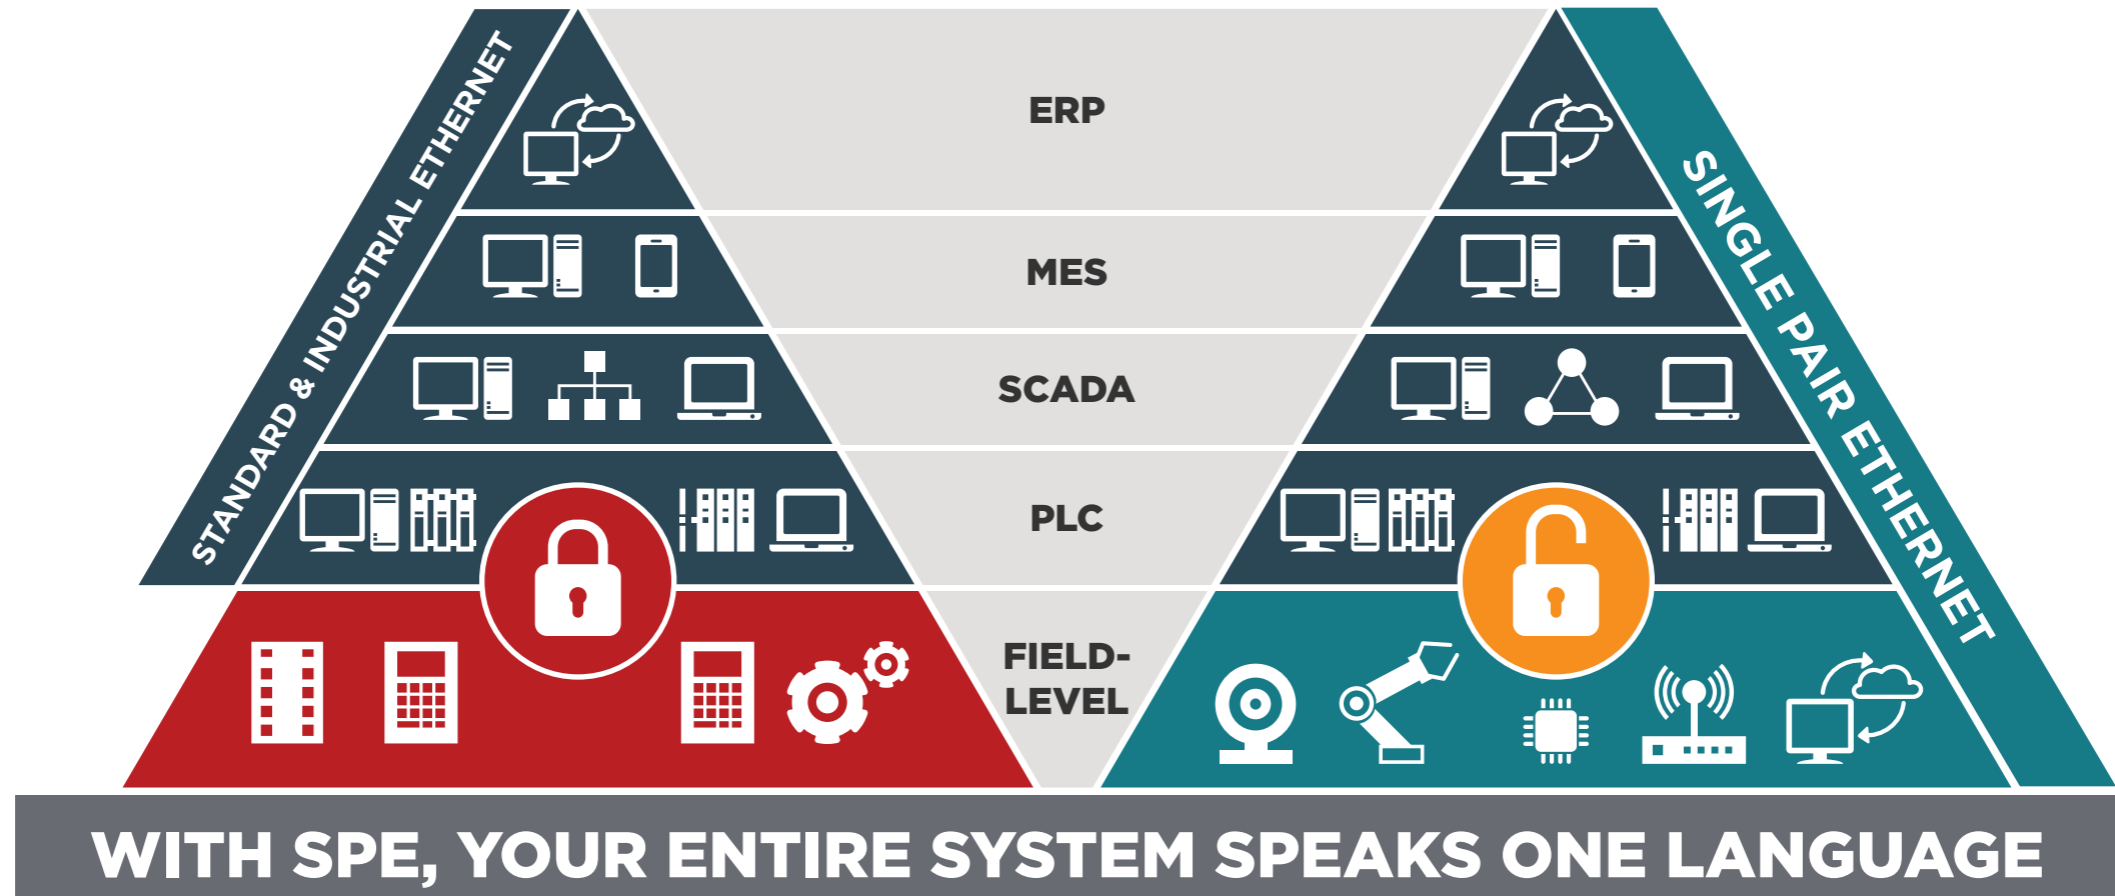 STANDARD & INDUSTRIAL ETHERNET
ERP
MES
SCADA
PLC
FIELD-
LEVEL
SINGLE PAIR ETHERNET
WITH SPE, YOUR ENTIRE SYSTEM SPEAKS ONE LANGUAGE